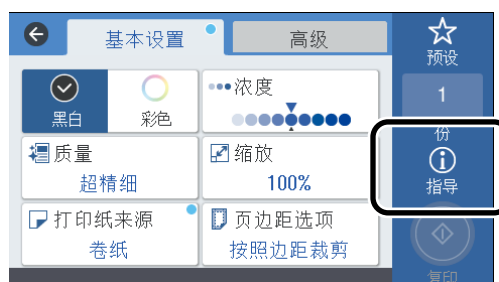 基本设置
高级
预设
黑白
彩色
浓度
1
份
质量
超精细
缩放
100%
指导
打印纸来源
卷纸
页边距选项
按照边距裁剪
复印